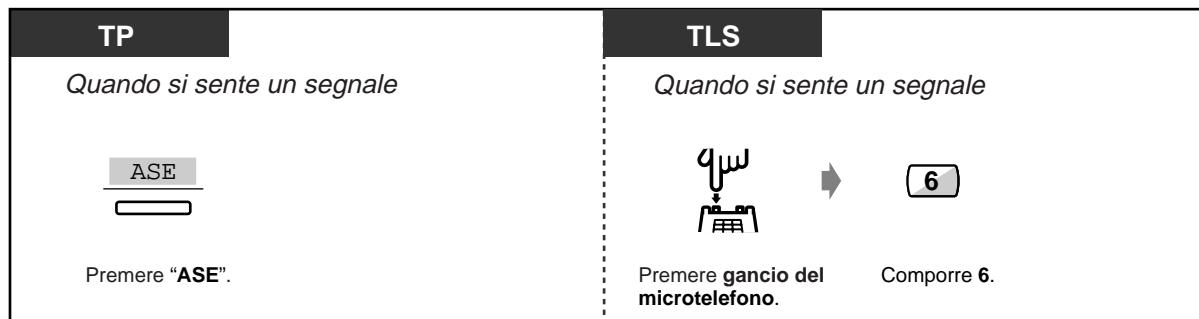 TP
Quando si sente un segnale
ASE
Premere “ASE”.
TLS
Quando si sente un segnale
6
Premere gancio del
microtelefono.
Comporre 6.